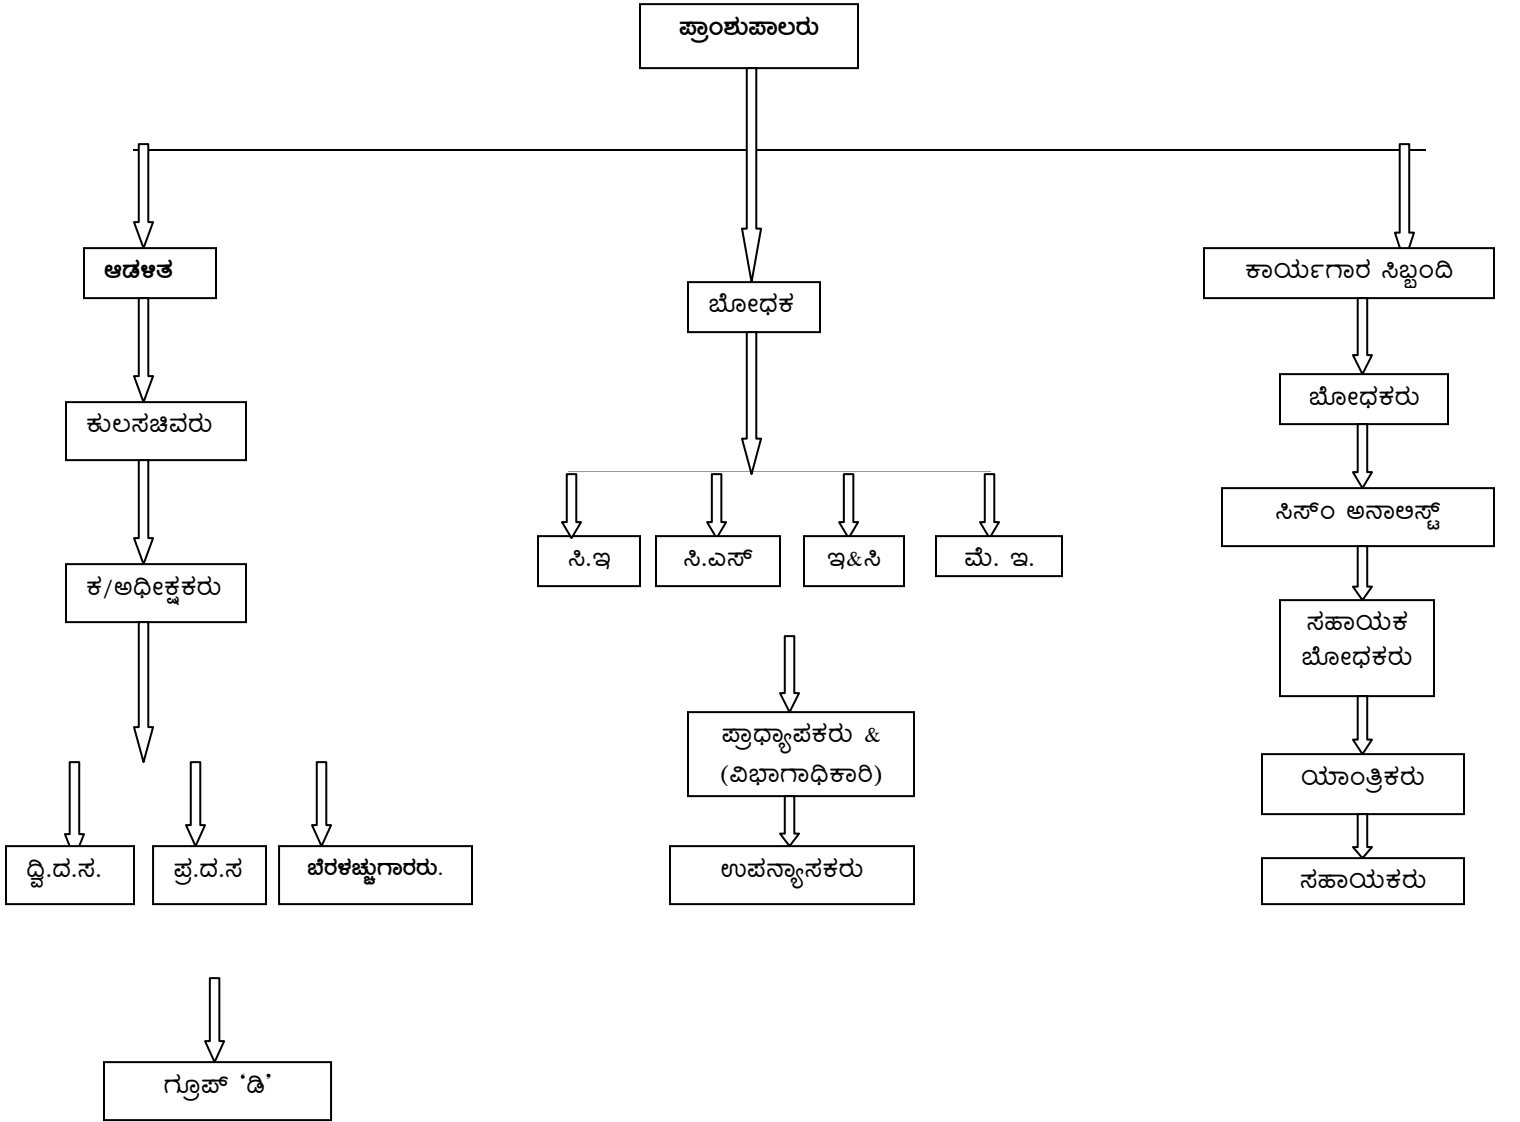 ಪ್ರಾಂಶುಪಾಲರು
ಆಡಳಿತ
ಬೋಧಕ
ಕಾರ್ಯಗಾರ ಸಿಬ್ಬಂದಿ
ಬೋಧಕರು
ಕುಲಸಚಿವರು
ಸಿಸ್ಂ ಅನಾಲಿಸ್ಟ್
ಸಿ.ಇ
ಸಿ.ಎಸ್
ಇ&ಸಿ
ಮೆ. ಇ.
ಕ/ಅಧೀಕ್ಷಕರು
ಸಹಾಯಕ
ಬೋಧಕರು
ಪ್ರಾಧ್ಯಾಪಕರು &
(ವಿಭಾಗಾಧಿಕಾರಿ)
ಯಾಂತ್ರಿಕರು
ದ್ವಿ.ದ.ಸ.
ಪ್ರ.ದ.ಸ
ಬೆರಳಚ್ಚುಗಾರರು.
ಉಪನ್ಯಾಸಕರು
ಸಹಾಯಕರು
ಗ್ರೂಪ್ ‘ಡಿ’